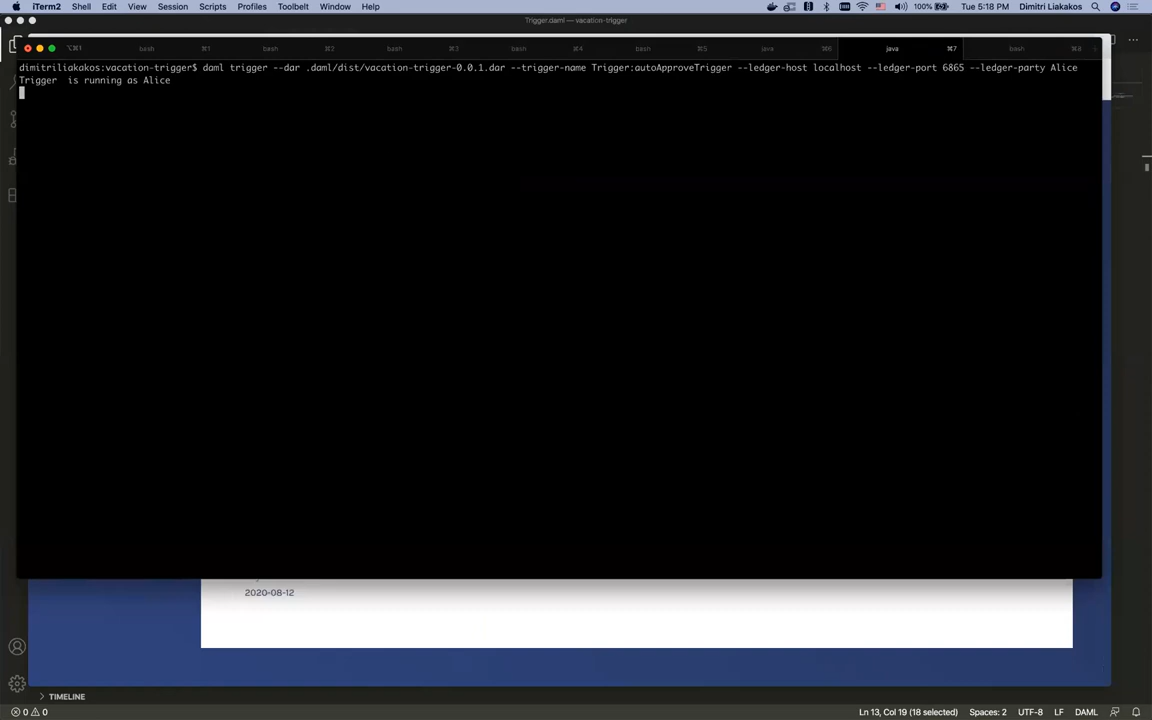 iTerm2 Shell Edit View Session Scripts Profiles Toolbelt Window Help 100% Tue 5:18 PM Dimitri Liakakos
Trigger.daml — vacation-trigger
⌥⌘1 bash ⌘1 bash ⌘2 bash ⌘3 bash ⌘4 bash ⌘5 java ⌘6 java ⌘7 bash ⌘8
dimitriliakakos:vacation-trigger$ daml trigger --dar .daml/dist/vacation-trigger-0.0.1.dar --trigger-name Trigger:autoApproveTrigger --ledger-host localhost --ledger-port 6865 --ledger-party Alice
Trigger  is running as Alice
2020-08-12
TIMELINE
0 0 Ln 13, Col 19 (18 selected) Spaces: 2 UTF-8 LF DAML